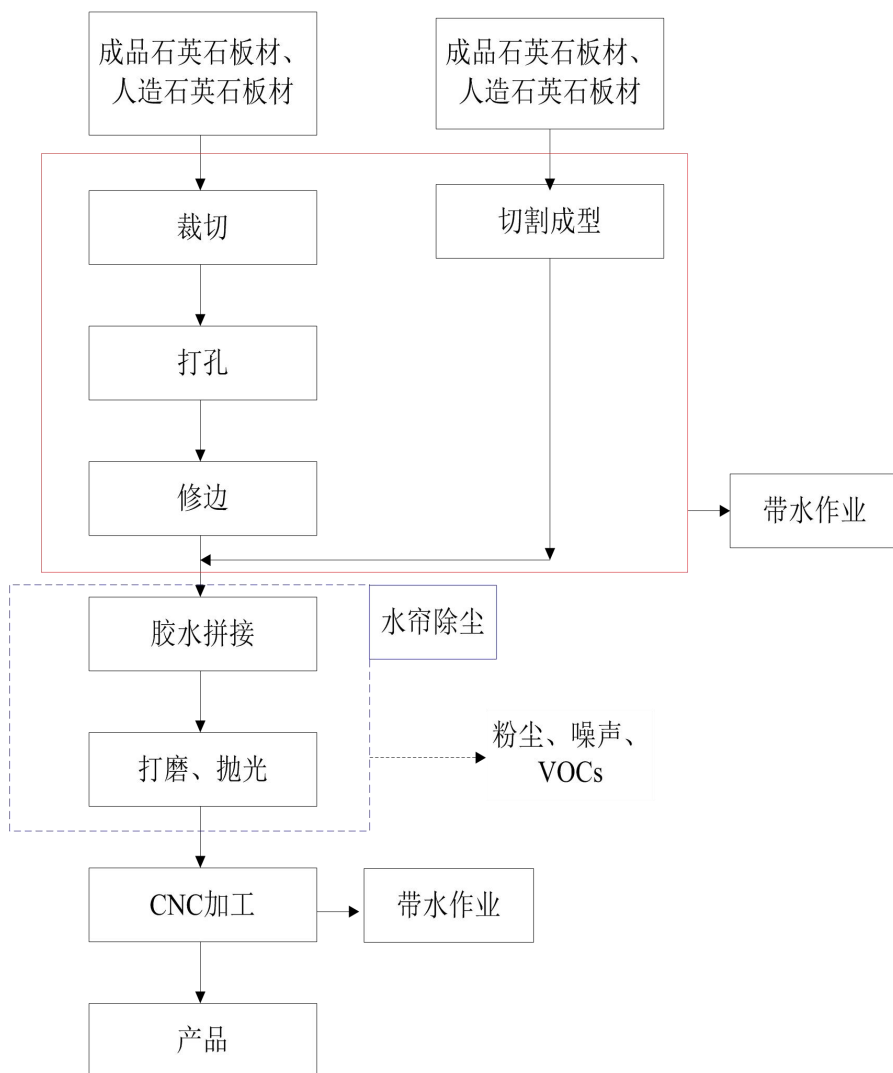 成品石英石板材、
人造石英石板材
成品石英石板材、
人造石英石板材
裁切
切割成型
打孔
修边
带水作业
胶水拼接
水帘除尘
打磨、抛光
粉尘、噪声、
VOCs
CNC加工
带水作业
产品